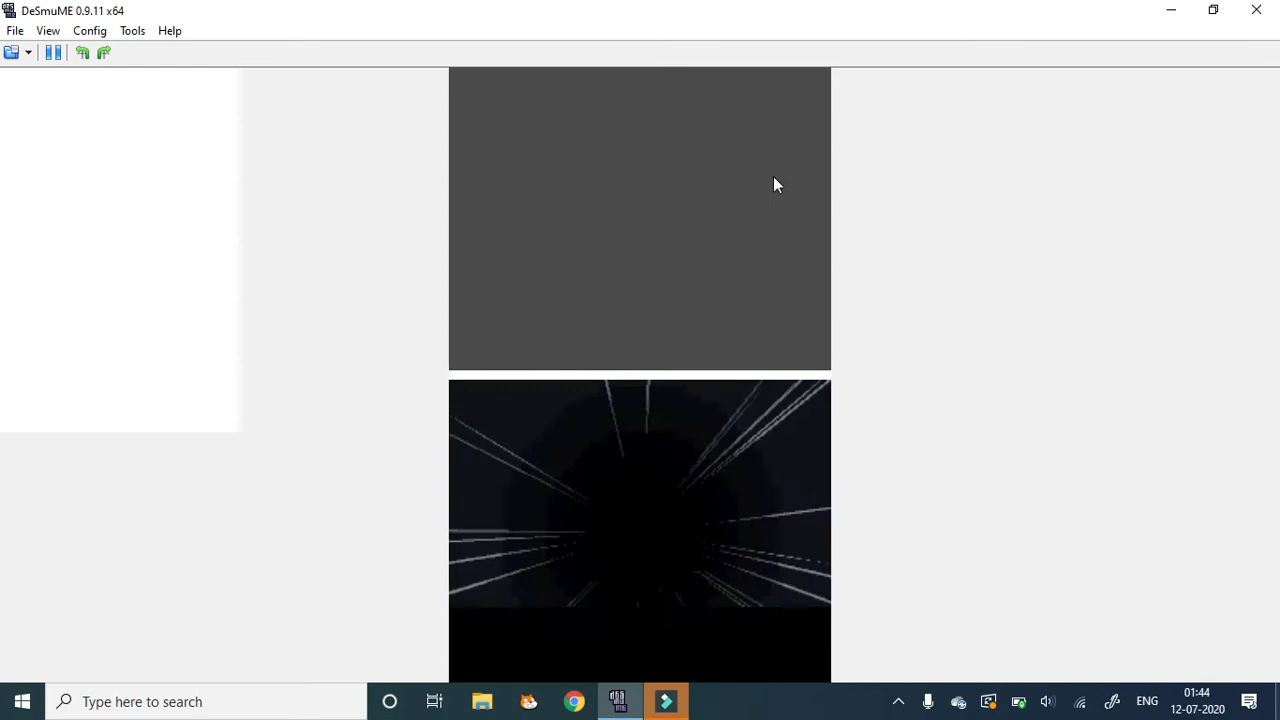 DeSmuME 0.9.11 x64
File View Config Tools Help
Type here to search
ENG
01:44
12-07-2020